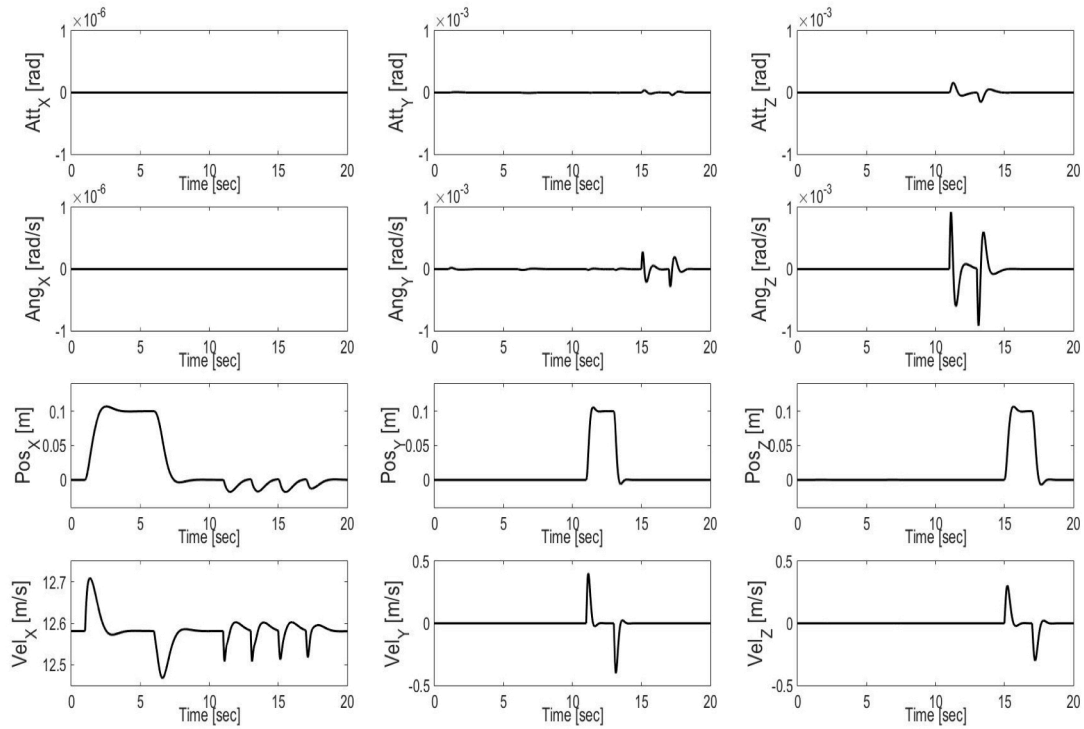 ×10⁻⁶ ×10⁻³ ×10⁻³
1 1 1
Att_X [rad] 0 Att_Y [rad] 0 Att_Z [rad] 0
-1 -1 -1
0 5 10 15 20 0 5 10 15 20 0 5 10 15 20
Time [sec] Time [sec] Time [sec]
×10⁻⁶ ×10⁻³ ×10⁻³
1 1 1
Ang_X [rad/s] 0 Ang_Y [rad/s] 0 Ang_Z [rad/s] 0
-1 -1 -1
0 5 10 15 20 0 5 10 15 20 0 5 10 15 20
Time [sec] Time [sec] Time [sec]
0.1 0.1 0.1
Pos_X [m] 0.05 Pos_Y [m] 0.05 Pos_Z [m] 0.05
0 0 0
0 5 10 15 20 0 5 10 15 20 0 5 10 15 20
Time [sec] Time [sec] Time [sec]
12.7 0.5 0.5
Vel_X [m/s] 12.6 Vel_Y [m/s] 0 Vel_Z [m/s] 0
12.5 -0.5 -0.5
0 5 10 15 20 0 5 10 15 20 0 5 10 15 20
Time [sec] Time [sec] Time [sec]